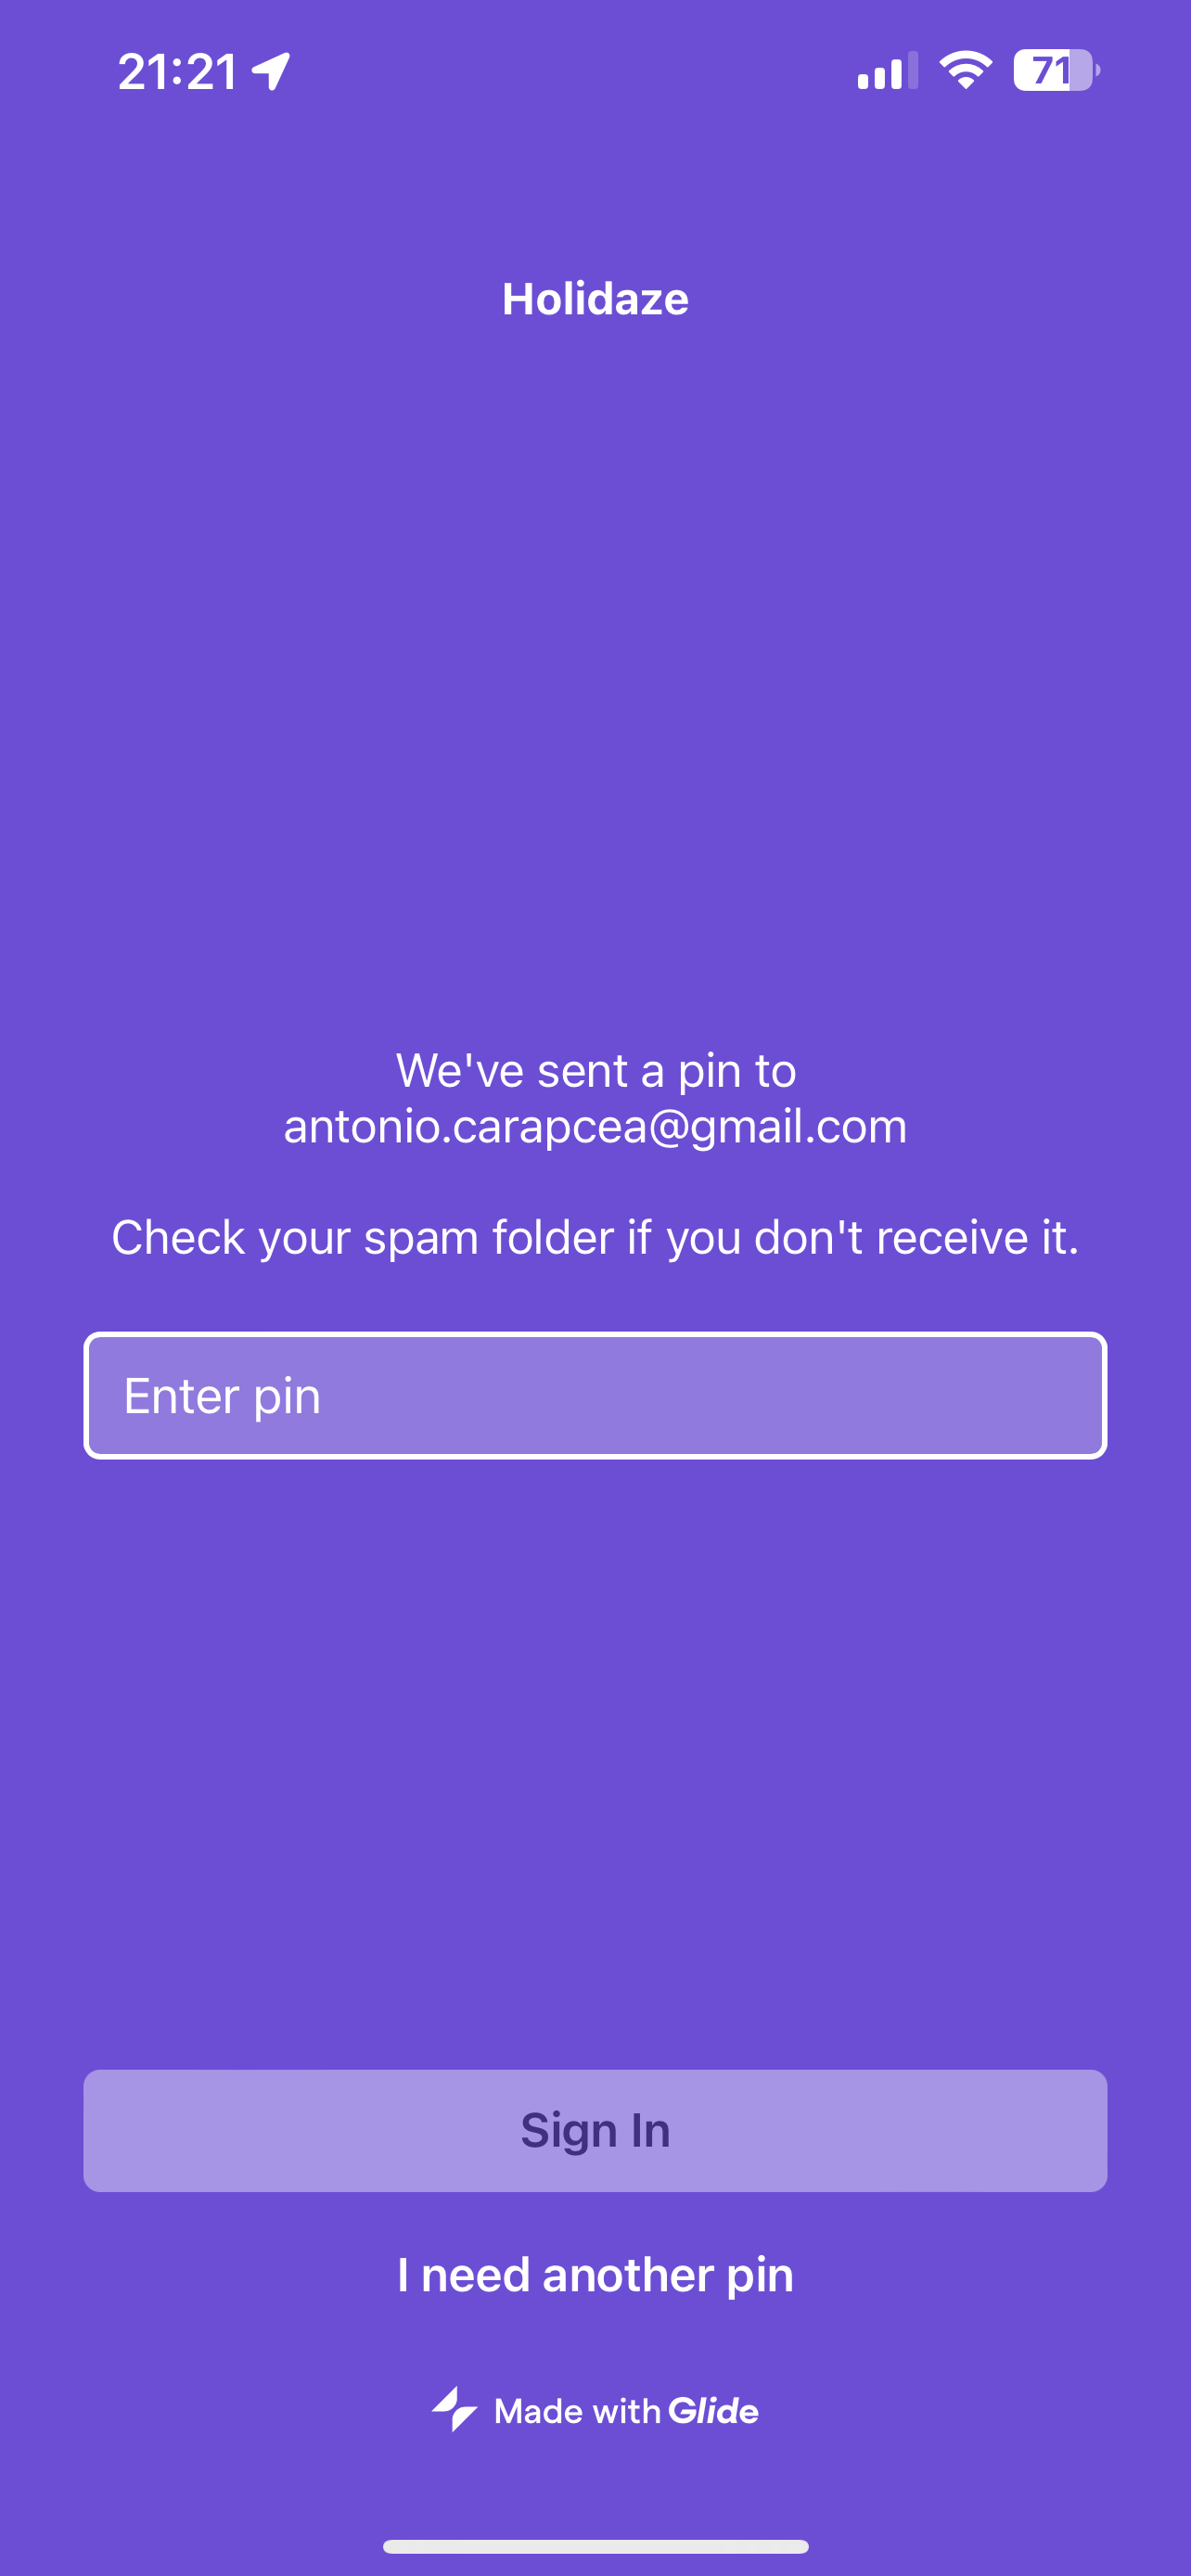 21:21
71
Holidaze
We've sent a pin to
antonio.carapcea@gmail.com
Check your spam folder if you don't receive it.
Enter pin
Sign In
I need another pin
Made with Glide